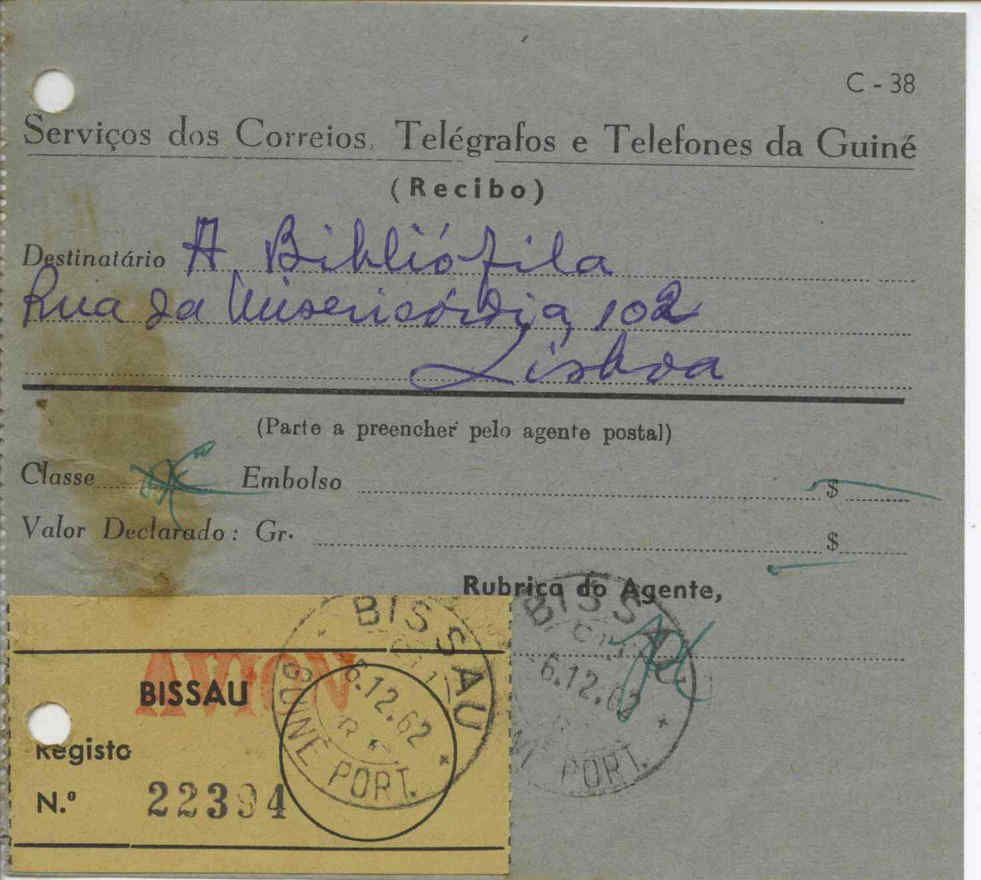 C - 38
Serviços dos Correios, Telégrafos e Telefones da Guiné
(Recibo)
Destinatário A Bibliófila
Rua da Misericórdia, 102
Lisboa
(Parte a preencher pelo agente postal)
Classe Embolso $
Valor Declarado: Gr. $
Rubrica do Agente,
BISSAU
6.12.62
GUINÉ PORT.
BISSAU
6.12.62
PORT.
AVION
BISSAU
Registo
N.º 22394